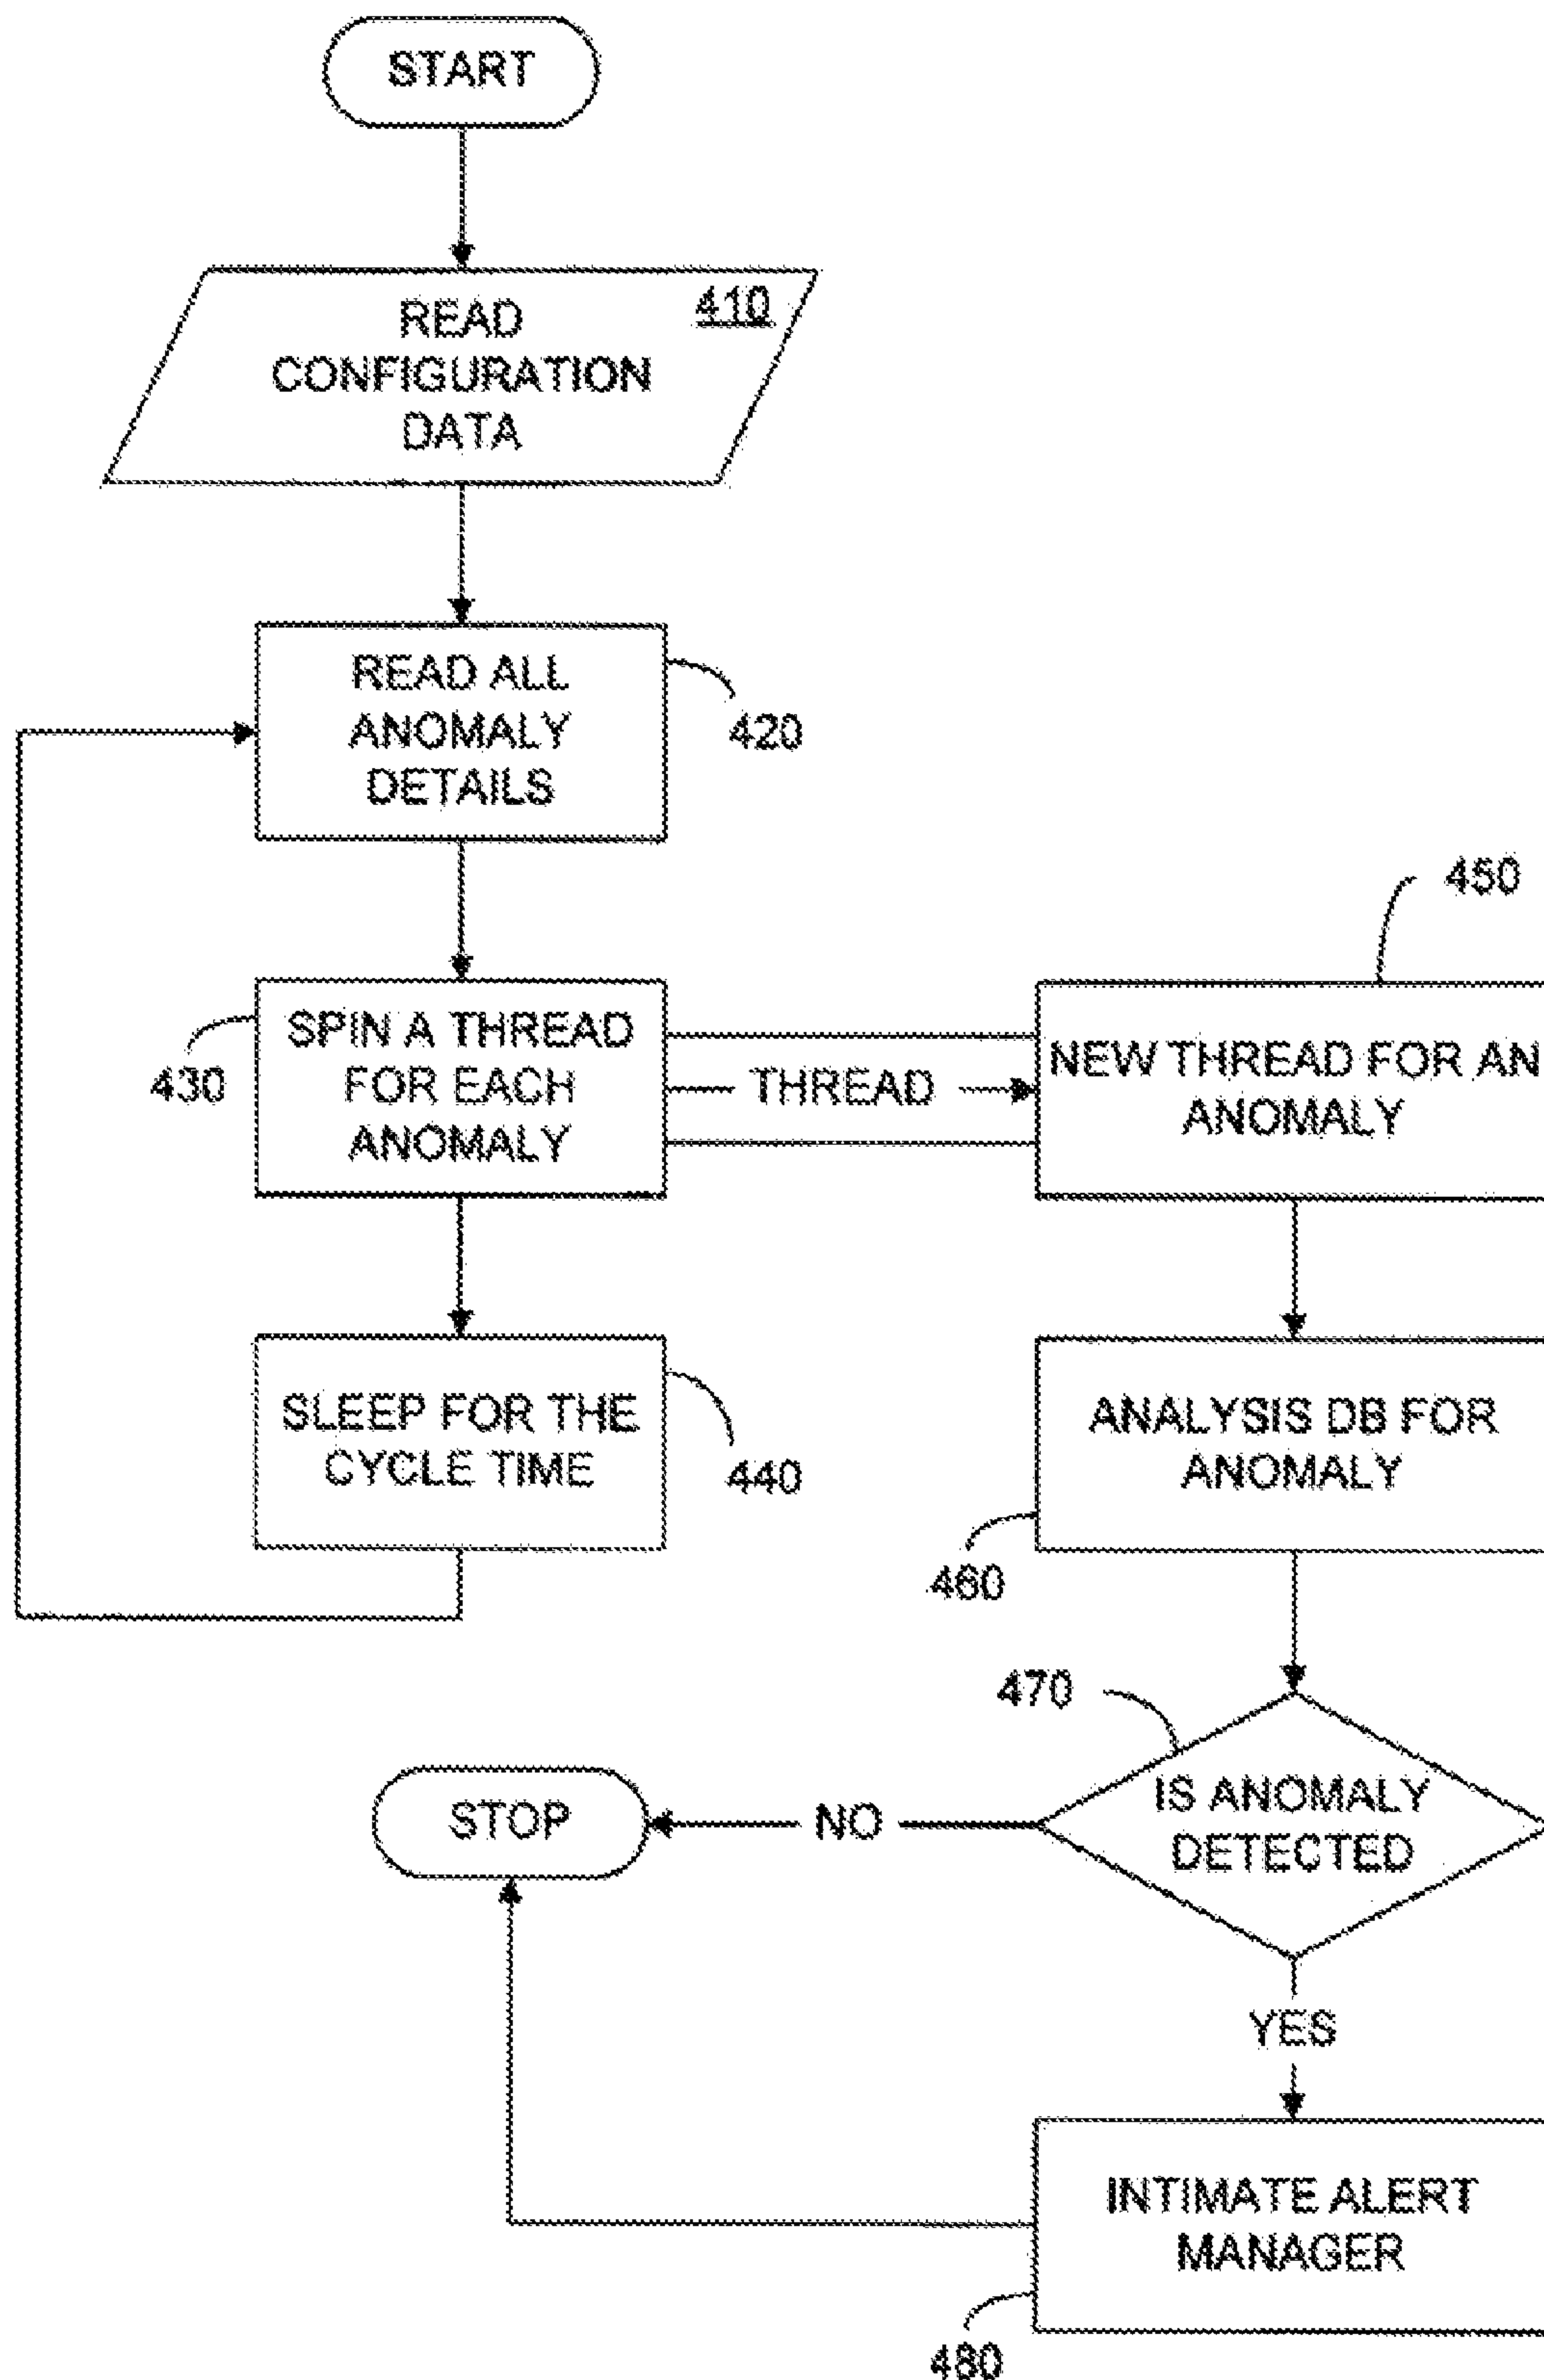 START
READ
CONFIGURATION
DATA
410
READ ALL
ANOMALY
DETAILS
420
SPIN A THREAD
FOR EACH
ANOMALY
430
THREAD
450
NEW THREAD FOR AN
ANOMALY
SLEEP FOR THE
CYCLE TIME
440
ANALYSIS DB FOR
ANOMALY
460
470
IS ANOMALY
DETECTED
NO
STOP
YES
INTIMATE ALERT
MANAGER
480